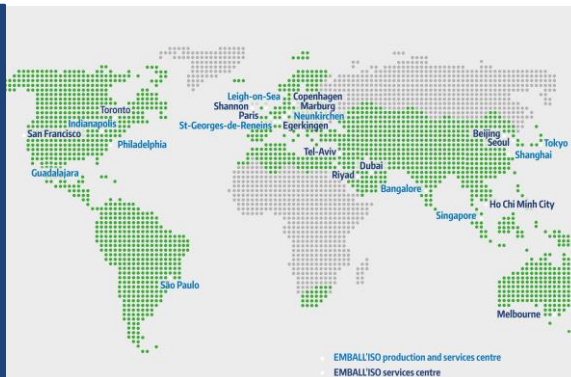 Leigh-on-Sea
Copenhagen
Toronto
Shannon
Marburg
Indianapolis
Paris
Neunkirchen
San Francisco
St-Georges-de-Reneins
Egerkingen
Beijing
Philadelphia
Seoul
Tokyo
Tel-Aviv
Shanghai
Guadalajara
Dubai
Riyad
Bangalore
Ho Chi Minh City
Singapore
São Paulo
Melbourne
EMBALL'ISO production and services centre
EMBALL'ISO services centre